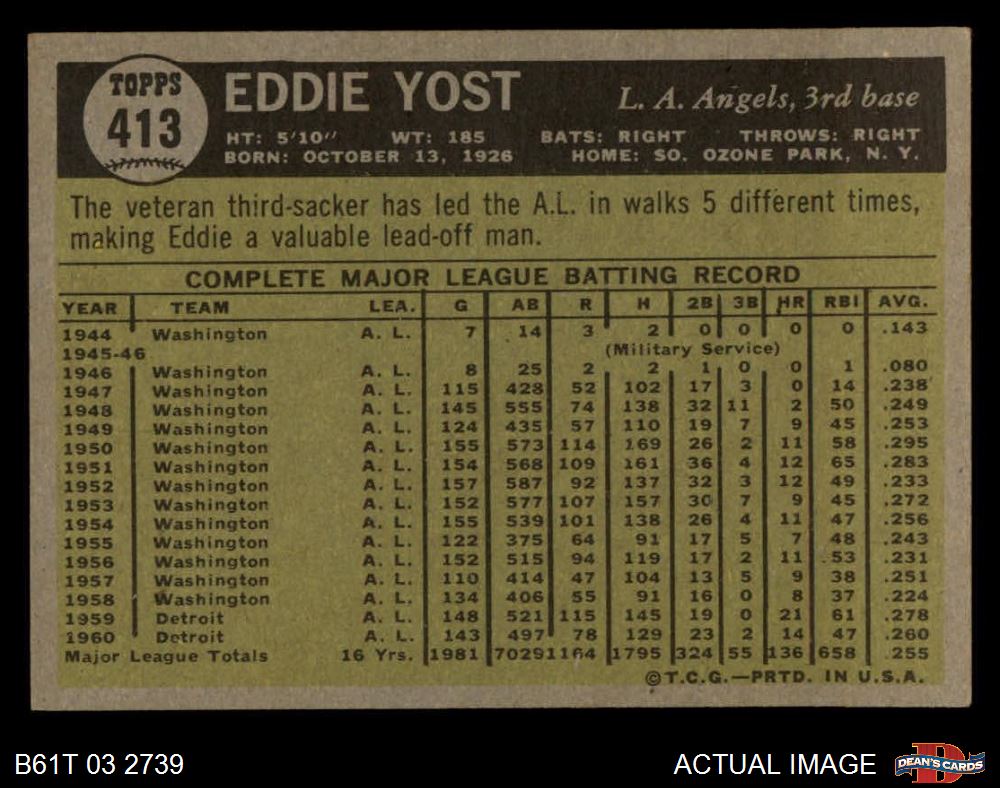 TOPPS
413
EDDIE YOST
L. A. Angels, 3rd base
HT: 5'10" WT: 185 BATS: RIGHT THROWS: RIGHT
BORN: OCTOBER 13, 1926 HOME: SO. OZONE PARK, N. Y.
The veteran third-sacker has led the A.L. in walks 5 different times,
making Eddie a valuable lead-off man.
COMPLETE MAJOR LEAGUE BATTING RECORD
YEAR TEAM LEA. G AB R H 2B 3B HR RBI AVG.
1944 Washington A. L. 7 14 3 2 0 0 0 0 .143
1945-46 (Military Service)
1946 Washington A. L. 8 25 2 2 1 0 0 1 .080
1947 Washington A. L. 115 428 52 102 17 3 0 14 .238
1948 Washington A. L. 145 555 74 138 32 11 2 50 .249
1949 Washington A. L. 124 435 57 110 19 7 9 45 .253
1950 Washington A. L. 155 573 114 169 26 2 11 58 .295
1951 Washington A. L. 154 568 109 161 36 4 12 65 .283
1952 Washington A. L. 157 587 92 137 32 3 12 49 .233
1953 Washington A. L. 152 577 107 157 30 7 9 45 .272
1954 Washington A. L. 155 539 101 138 26 4 11 47 .256
1955 Washington A. L. 122 375 64 91 17 5 7 48 .243
1956 Washington A. L. 152 515 94 119 17 2 11 53 .231
1957 Washington A. L. 110 414 47 104 13 5 9 38 .251
1958 Washington A. L. 134 406 55 91 16 0 8 37 .224
1959 Detroit A. L. 148 521 115 145 19 0 21 61 .278
1960 Detroit A. L. 143 497 78 129 23 2 14 47 .260
Major League Totals 16 Yrs. 1981 7029 1164 1795 324 55 136 658 .255
©T.C.G.—PRTD. IN U.S.A.
B61T 03 2739 ACTUAL IMAGE
DEAN'S CARDS